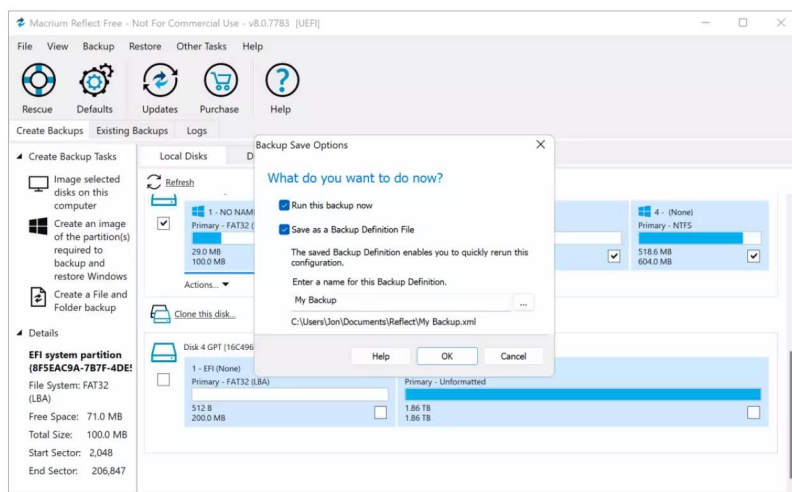 Macrium Reflect Free - Not For Commercial Use - v8.0.7783 [UEFI]
File View Backup Restore Other Tasks Help
Rescue Defaults Updates Purchase Help
Create Backups Existing Backups Logs
Create Backup Tasks
Image selected
disks on this
computer
Create an image
of the partition(s)
required to
backup and
restore Windows
Create a File and
Folder backup
Details
EFI system partition
(8F5EAC9A-7B7F-4DE5
File System: FAT32
(LBA)
Free Space: 71.0 MB
Total Size: 100.0 MB
Start Sector: 2,048
End Sector: 206,847
Local Disks
Refresh
1 - NO NAM
Primary - FAT32 (
29.0 MB
100.0 MB
4 - (None)
Primary - NTFS
518.6 MB
604.0 MB
Actions...
Clone this disk...
Disk 4 GPT [16C496
1 - EFI (None)
Primary - FAT32 (LBA)
512 B
200.0 MB
Primary - Unformatted
1.86 TB
1.86 TB
Backup Save Options
What do you want to do now?
Run this backup now
Save as a Backup Definition File
The saved Backup Definition enables you to quickly rerun this
configuration.
Enter a name for this Backup Definition.
My Backup
...
C:\Users\Jon\Documents\Reflect\My Backup.xml
Help OK Cancel